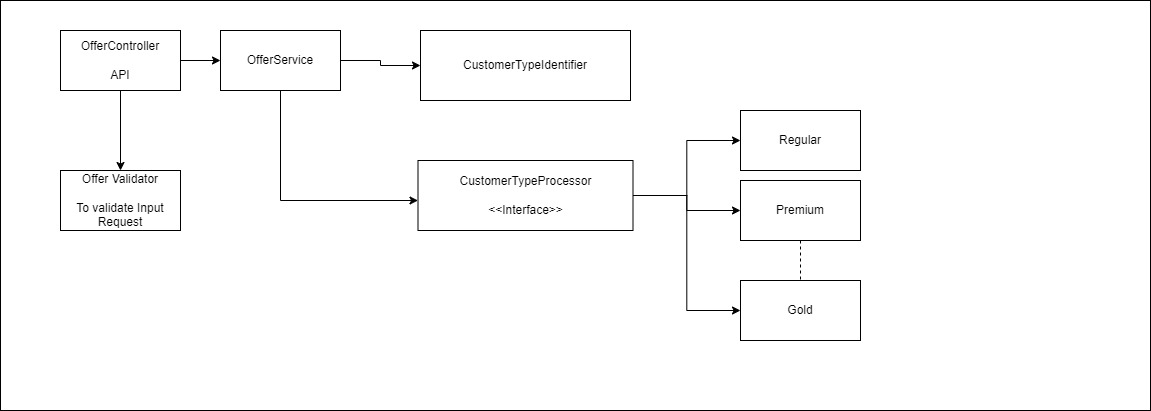 OfferController
API
OfferService
CustomerTypeIdentifier
Offer Validator
To validate Input
Request
CustomerTypeProcessor
<<Interface>>
Regular
Premium
Gold